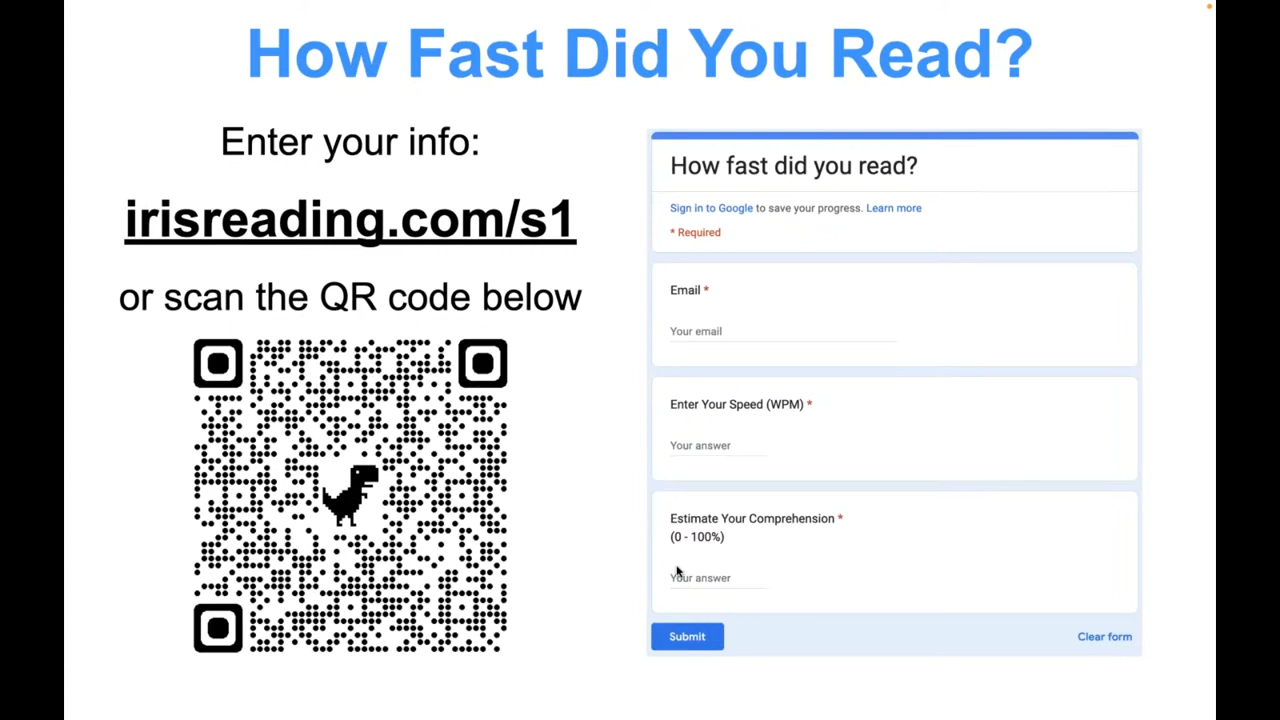 How Fast Did You Read?
Enter your info:
irisreading.com/s1
or scan the QR code below
How fast did you read?
Sign in to Google to save your progress. Learn more
* Required
Email *
Your email
Enter Your Speed (WPM) *
Your answer
Estimate Your Comprehension *
(0 - 100%)
Your answer
Submit
Clear form